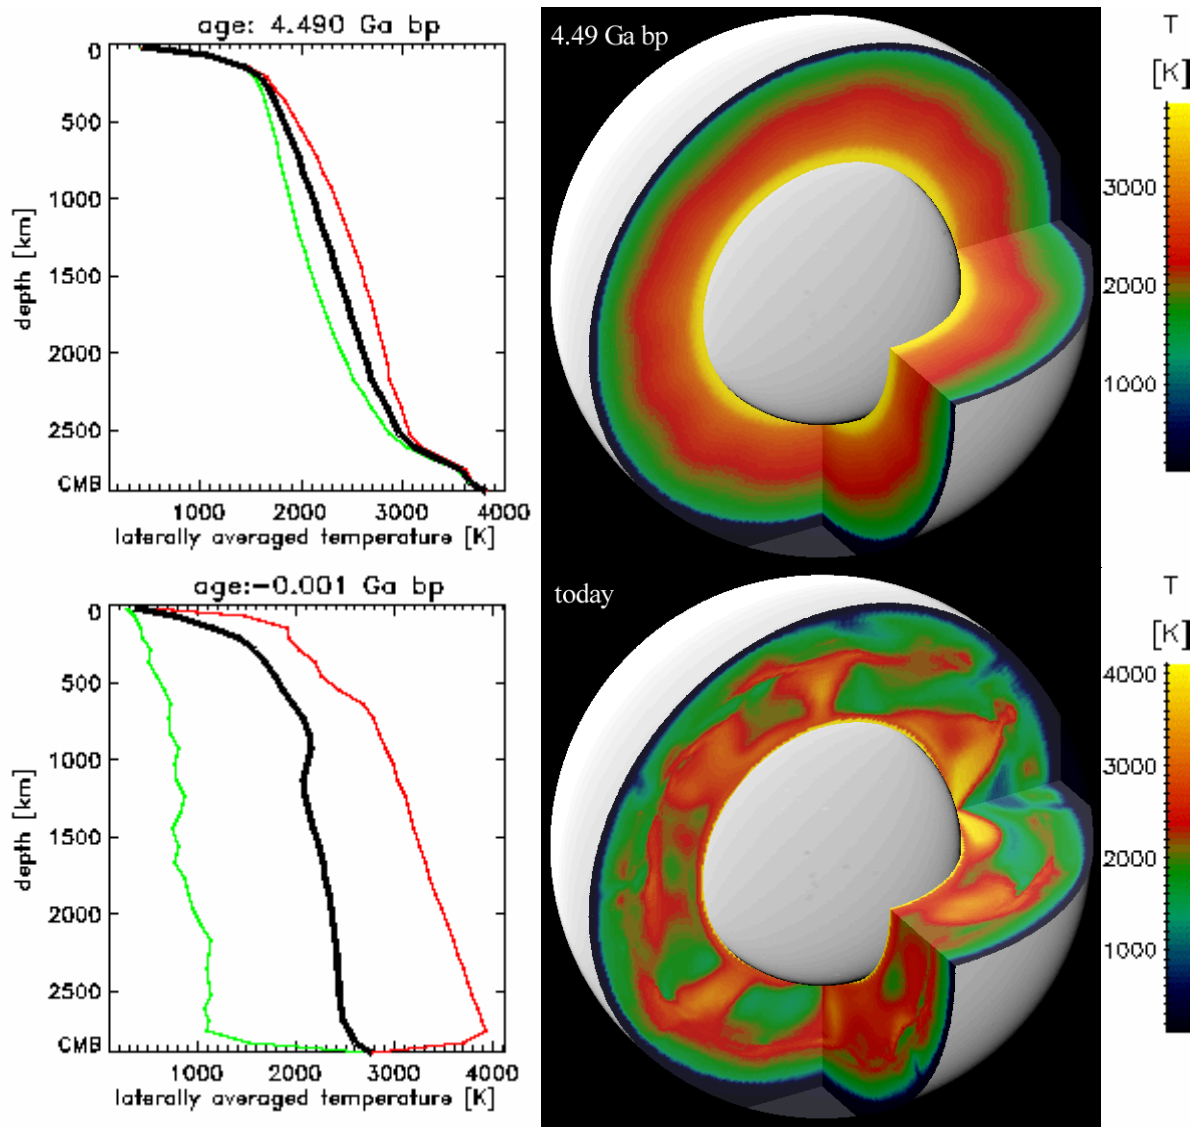 age: 4.490 Ga bp
0
500
1000
1500
2000
2500
CMB
depth [km]
1000 2000 3000 4000
laterally averaged temperature [K]
4.49 Ga bp
T
[K]
3000
2000
1000
age:-0.001 Ga bp
0
500
1000
1500
2000
2500
CMB
depth [km]
1000 2000 3000 4000
laterally averaged temperature [K]
today
T
[K]
4000
3000
2000
1000